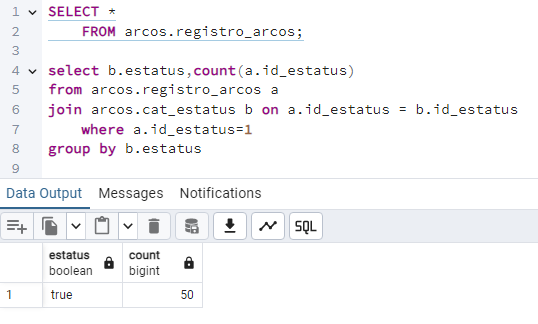 1 SELECT *
2 FROM arcos.registro_arcos;
3
4 select b.estatus,count(a.id_estatus)
5 from arcos.registro_arcos a
6 join arcos.cat_estatus b on a.id_estatus = b.id_estatus
7 where a.id_estatus=1
8 group by b.estatus
9
Data Output Messages Notifications
SQL
estatus count
boolean bigint
1 true 50